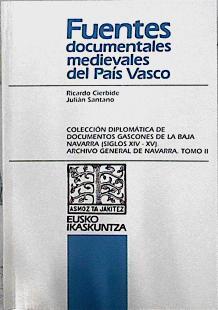 Fuentes
documentales
medievales
del País Vasco
Ricardo Cierbide
Julián Santano
COLECCIÓN DIPLOMÁTICA DE
DOCUMENTOS GASCONES DE LA BAJA
NAVARRA (SIGLOS XIV - XV)
ARCHIVO GENERAL DE NAVARRA. TOMO II
ASMOZ TA JAKITEZ
EUSKO
IKASKUNTZA